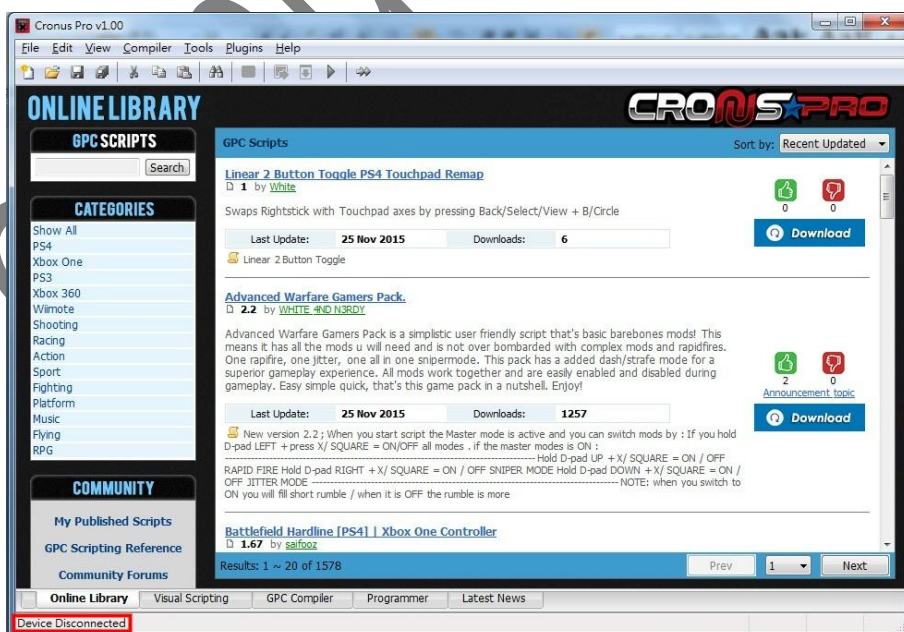 Cronus Pro v1.00
File Edit View Compiler Tools Plugins Help
ONLINE LIBRARY
CRONUS PRO
GPC SCRIPTS
Search
CATEGORIES
Show All
PS4
Xbox One
PS3
Xbox 360
Wiimote
Shooting
Racing
Action
Sport
Fighting
Platform
Music
Flying
RPG
COMMUNITY
My Published Scripts
GPC Scripting Reference
Community Forums
GPC Scripts
Sort by: Recent Updated
Linear 2 Button Toggle PS4 Touchpad Remap
1 by White
Swaps Rightstick with Touchpad axes by pressing Back/Select/View + B/Circle
0 0
Download
Last Update: 25 Nov 2015 Downloads: 6
Linear 2 Button Toggle
Advanced Warfare Gamers Pack.
2.2 by WHITE 4ND N3RDY
Advanced Warfare Gamers Pack is a simplistic user friendly script that's basic barebones mods! This
means it has all the mods u will need and is not over bombarded with complex mods and rapidfires.
One rapifire, one jitter, one all in one snipermode. This pack has a added dash/strafe mode for a
superior gameplay experience. All mods work together and are easily enabled and disabled during
gameplay. Easy simple quick, that's this game pack in a nutshell. Enjoy!
2 0
Announcement topic
Download
Last Update: 25 Nov 2015 Downloads: 1257
New version 2.2 ; When you start script the Master mode is active and you can switch mods by : If you hold
D-pad LEFT + press X/ SQUARE = ON/OFF all modes . if the master modes is ON :
------------------------------------------------------------------------Hold D-pad UP + X/ SQUARE = ON / OFF
RAPID FIRE Hold D-pad RIGHT + X/ SQUARE = ON / OFF SNIPER MODE Hold D-pad DOWN + X/ SQUARE = ON /
OFF JITTER MODE ------------------------------------------------------------------------NOTE: when you switch to
ON you will fill short rumble / when it is OFF the rumble is more
Battlefield Hardline [PS4] | Xbox One Controller
1.67 by saifooz
Results: 1 ~ 20 of 1578
Prev 1 Next
Online Library Visual Scripting GPC Compiler Programmer Latest News
Device Disconnected